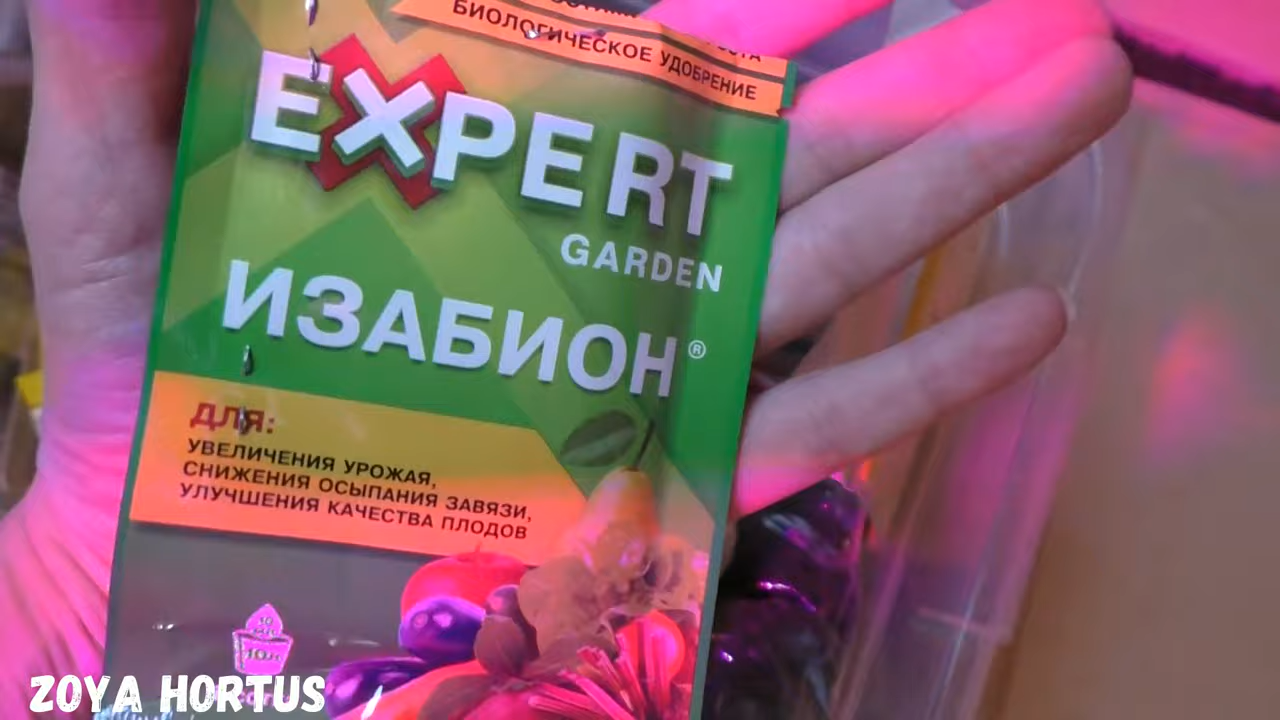 БИОЛОГИЧЕСКОЕ УДОБРЕНИЕ
EXPERT
GARDEN
ИЗАБИОН®
ДЛЯ:
УВЕЛИЧЕНИЯ УРОЖАЯ,
СНИЖЕНИЯ ОСЫПАНИЯ ЗАВЯЗИ,
УЛУЧШЕНИЯ КАЧЕСТВА ПЛОДОВ
ZOYA HORTUS